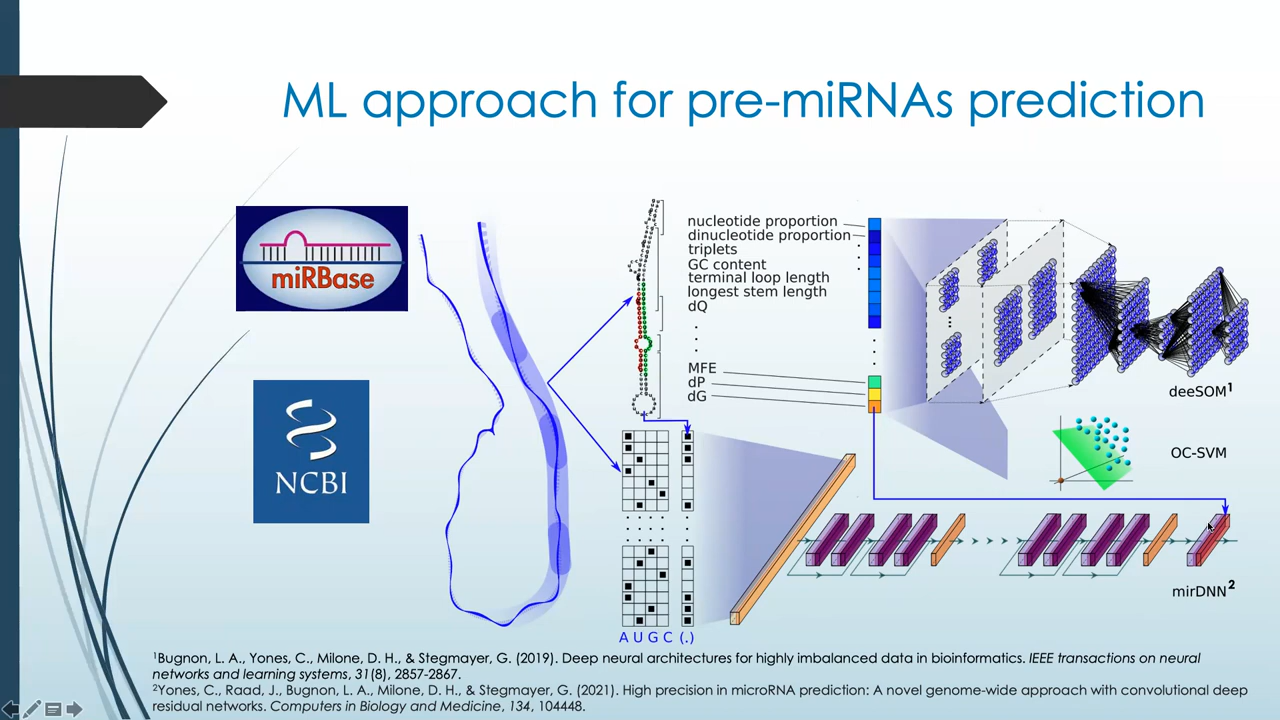 ML approach for pre-miRNAs prediction
miRBase
NCBI
nucleotide proportion
dinucleotide proportion
triplets
GC content
terminal loop length
longest stem length
dQ
MFE
dP
dG
deeSOM1
OC-SVM
mirDNN2
A U G C (.)
1Bugnon, L. A., Yones, C., Milone, D. H., & Stegmayer, G. (2019). Deep neural architectures for highly imbalanced data in bioinformatics. IEEE transactions on neural
networks and learning systems, 31(8), 2857-2867.
2Yones, C., Raad, J., Bugnon, L. A., Milone, D. H., & Stegmayer, G. (2021). High precision in microRNA prediction: A novel genome-wide approach with convolutional deep
residual networks. Computers in Biology and Medicine, 134, 104448.